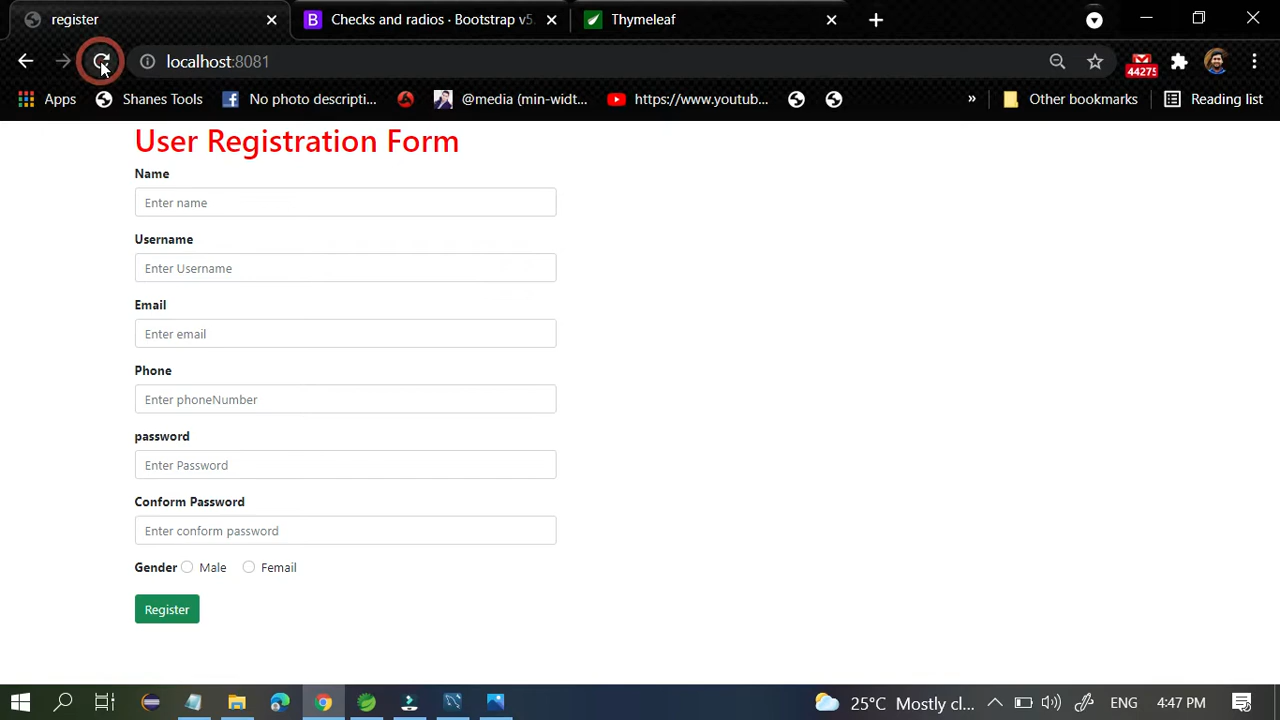 register
Checks and radios · Bootstrap v5.
Thymeleaf
localhost:8081
44275
Apps
Shanes Tools
No photo descripti...
@media (min-widt...
https://www.youtub...
»
Other bookmarks
Reading list
User Registration Form
Name
Enter name
Username
Enter Username
Email
Enter email
Phone
Enter phoneNumber
password
Enter Password
Conform Password
Enter conform password
Gender Male Femail
Register
25°C Mostly cl...
ENG
4:47 PM